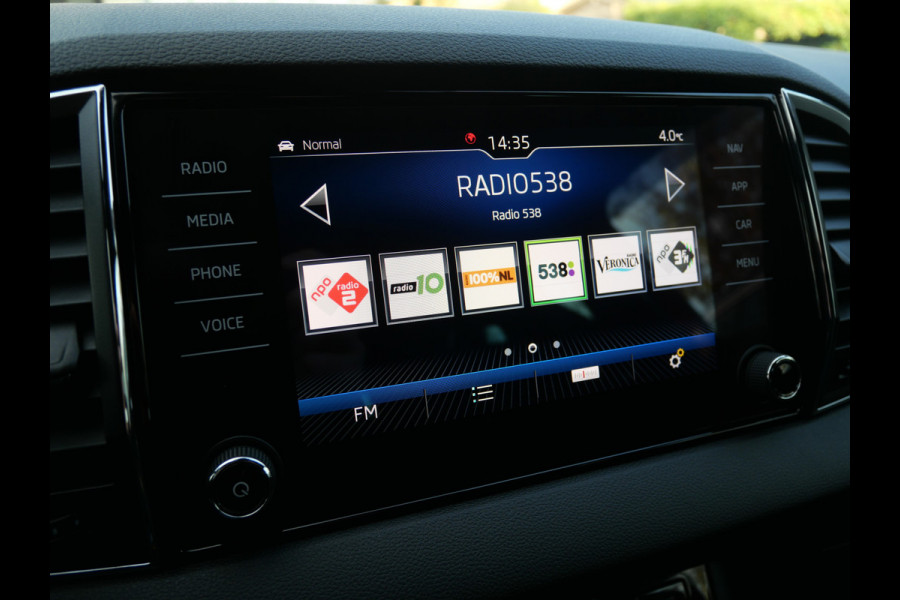 Normal
14:35
4.0°C
RADIO
MEDIA
PHONE
VOICE
RADIO538
Radio 538
npo radio 2
radio 10
100%NL
538
RADIO VERONICA
npo 3FM
FM
NAV
APP
CAR
MENU